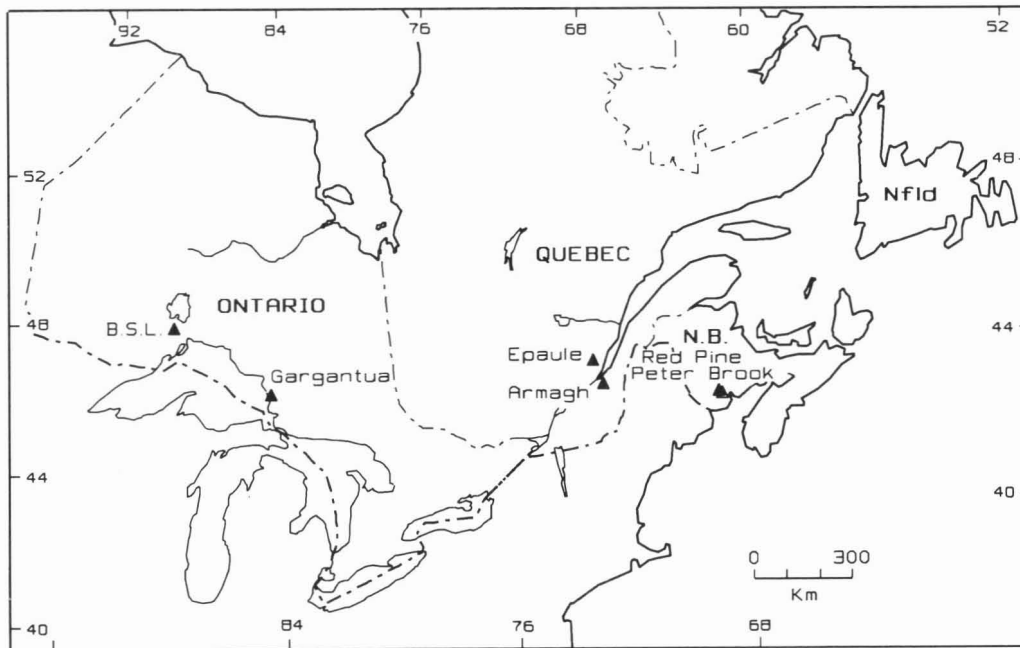 92 84 76 68 60 52
52
48
Nfld
QUEBEC
ONTARIO
48
44
B.S.L.
N.B.
Epaule
Red Pine
Gargantua
Peter Brook
Armagh
44
40
0 300
Km
40
84 76 68